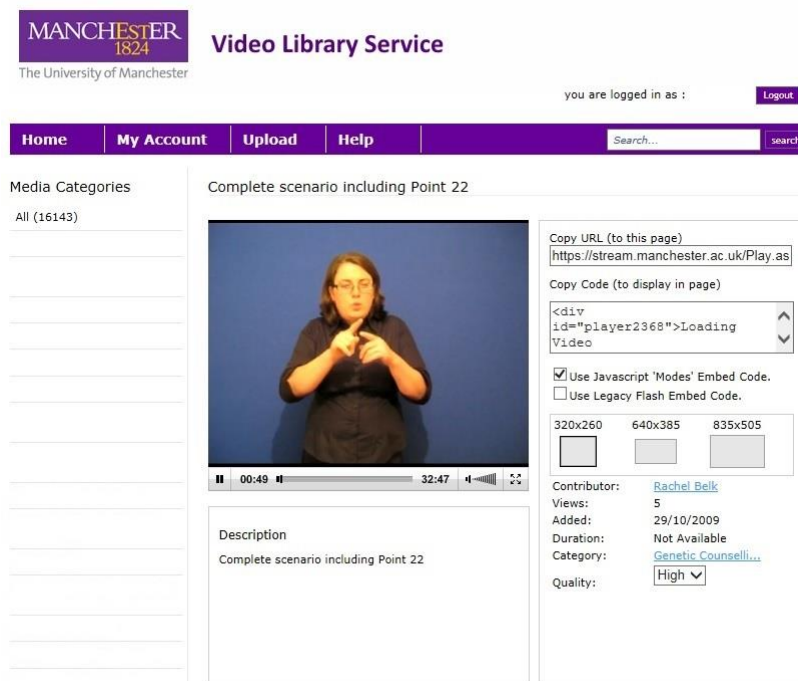 MANCHESTER
1824
The University of Manchester
Video Library Service
you are logged in as :
Logout
Home
My Account
Upload
Help
Search...
search
Media Categories
All (16143)
Complete scenario including Point 22
00:49
32:47
Description
Complete scenario including Point 22
Copy URL (to this page)
https://stream.manchester.ac.uk/Play.as
Copy Code (to display in page)
<div
id="player2368">Loading
Video
Use Javascript 'Modes' Embed Code.
Use Legacy Flash Embed Code.
320x260 640x385 835x505
Contributor: Rachel Belk
Views: 5
Added: 29/10/2009
Duration: Not Available
Category: Genetic Counselli...
Quality: High